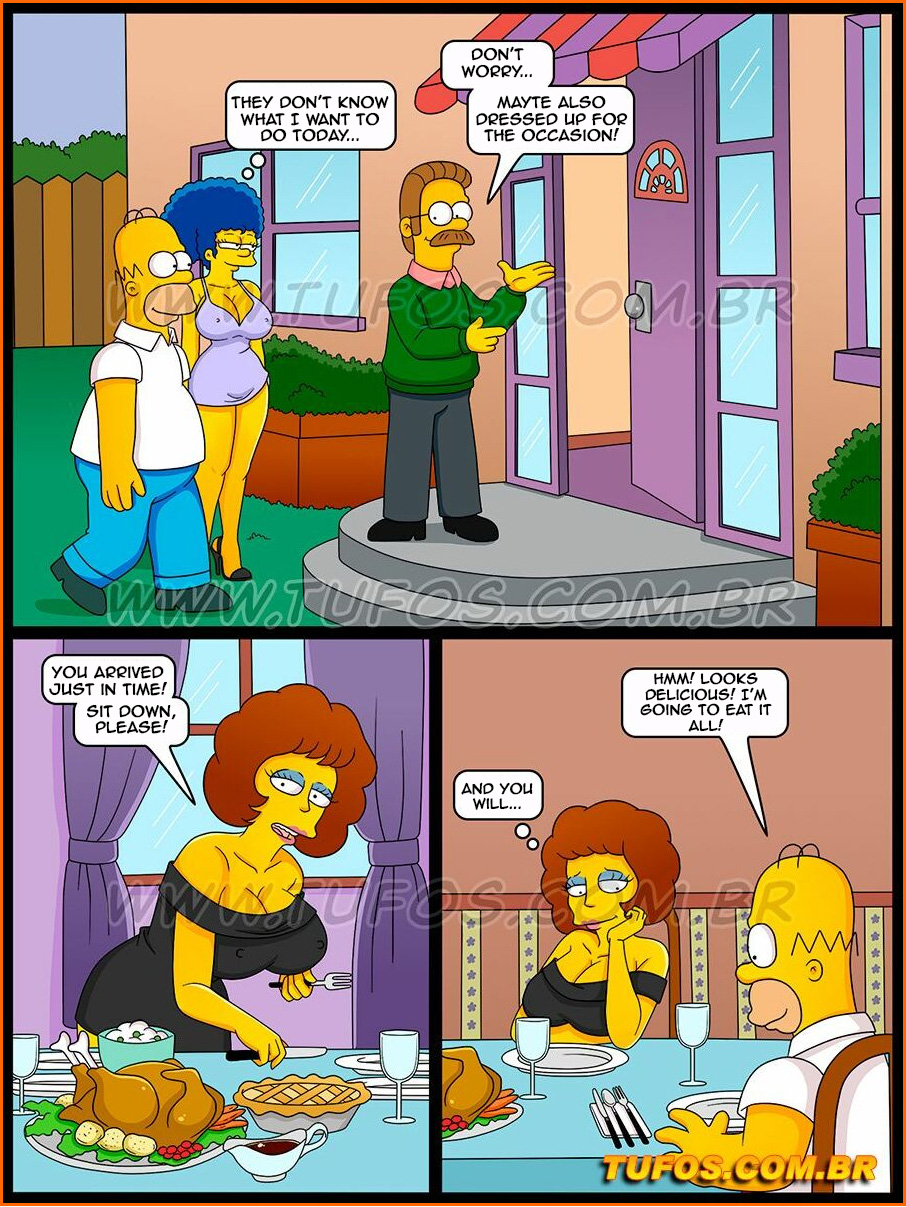 DON'T
WORRY...
THEY DON'T KNOW
WHAT I WANT TO
DO TODAY...
MAYTE ALSO
DRESSED UP FOR
THE OCCASION!
WWW.TUFOS.COM.BR
WWW.TUFOS.COM.BR
YOU ARRIVED
JUST IN TIME!
SIT DOWN,
PLEASE!
HMM! LOOKS
DELICIOUS! I'M
GOING TO EAT IT
ALL!
AND YOU
WILL...
WWW.TUFOS.COM.BR
TUFOS.COM.BR